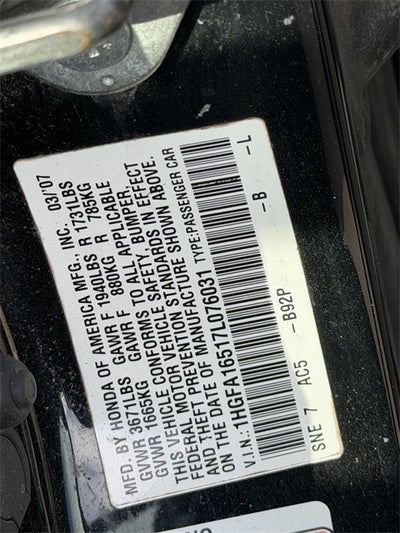 MFD. BY HONDA OF AMERICA MFG., INC. 03/'07
GVWR 3671LBS GAWR F 1940LBS R 1731LBS
GVWR 1665KG GAWR F 880KG R 785KG
THIS VEHICLE CONFORMS TO ALL APPLICABLE
FEDERAL MOTOR VEHICLE SAFETY, BUMPER, AND THEFT PREVENTION STANDARDS IN EFFECT
ON THE DATE OF MANUFACTURE SHOWN ABOVE.
V.I.N: 1HGFA16517L076031 TYPE:PASSENGER CAR
SNE 7 AC5 -B92P -B -L